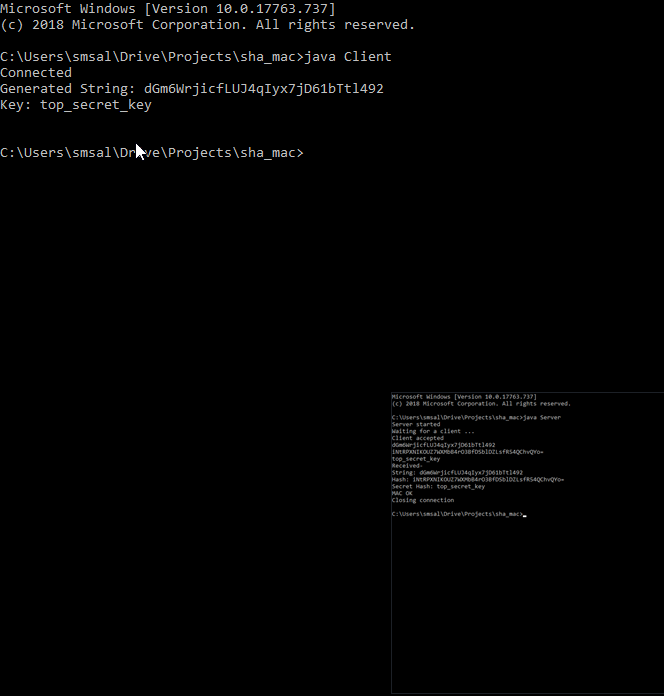 Microsoft Windows [Version 10.0.17763.737]
(c) 2018 Microsoft Corporation. All rights reserved.
C:\Users\smsal\Drive\Projects\sha_mac>java Client
Connected
Generated String: dGm6WrjicfLUJ4qIyx7jD61bTtl492
Key: top_secret_key
C:\Users\smsal\Drive\Projects\sha_mac>
Microsoft Windows [Version 10.0.17763.737]
(c) 2018 Microsoft Corporation. All rights reserved.
C:\Users\smsal\Drive\Projects\sha_mac>java Server
Server started
Waiting for a client ...
Client accepted
dGm6WrjicfLUJ4qIyx7jD61bTtl492
top_secret_key
Received-
String: dGm6WrjicfLUJ4qIyx7jD61bTtl492
Hash:
Secret Hash: top_secret_key
MAC OK
Closing connection
C:\Users\smsal\Drive\Projects\sha_mac>